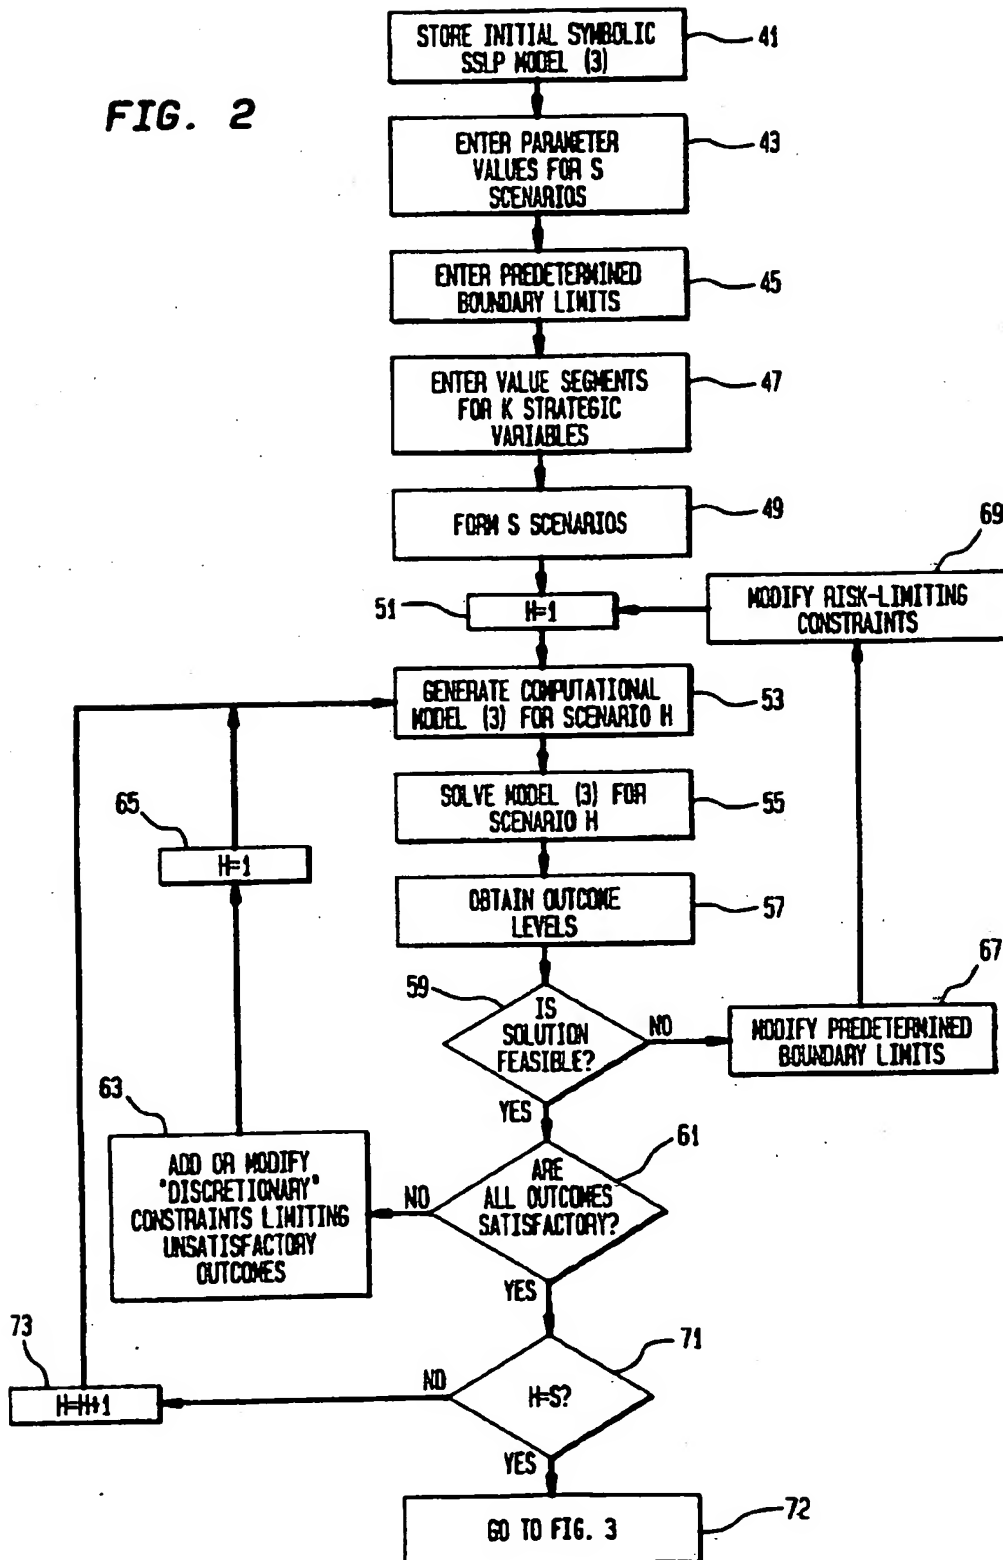 FIG. 2
STORE INITIAL SYMBOLIC
SSLP MODEL (3)
41
ENTER PARAMETER
VALUES FOR S
SCENARIOS
43
ENTER PREDETERMINED
BOUNDARY LIMITS
45
ENTER VALUE SEGMENTS
FOR K STRATEGIC
VARIABLES
47
FORM S SCENARIOS
49
51
H=1
69
MODIFY RISK-LIMITING
CONSTRAINTS
GENERATE COMPUTATIONAL
MODEL (3) FOR SCENARIO H
53
SOLVE MODEL (3) FOR
SCENARIO H
55
65
H=1
OBTAIN OUTCOME
LEVELS
57
59
IS
SOLUTION
FEASIBLE?
NO
67
MODIFY PREDETERMINED
BOUNDARY LIMITS
YES
61
ARE
ALL OUTCOMES
SATISFACTORY?
NO
63
ADD OR MODIFY
"DISCRETIONARY"
CONSTRAINTS LIMITING
UNSATISFACTORY
OUTCOMES
YES
71
H=S?
NO
73
H=H+1
YES
GO TO FIG. 3
72